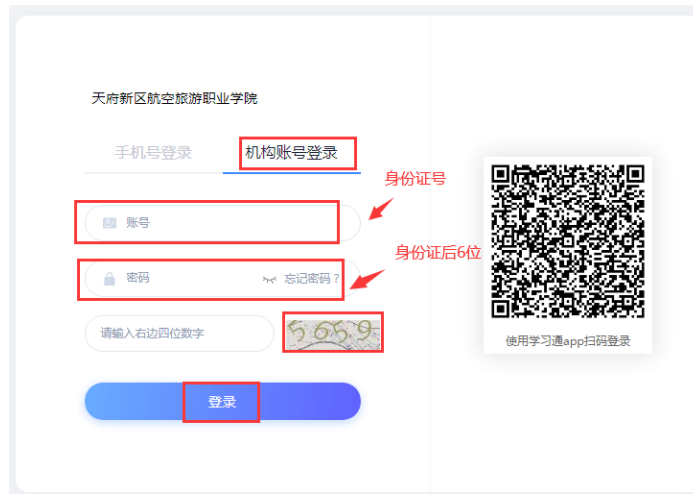 天府新区航空旅游职业学院
手机号登录
机构账号登录
身份证号
账号
身份证后6位
密码
忘记密码？
请输入右边四位数字
5659
使用学习通app扫码登录
登录